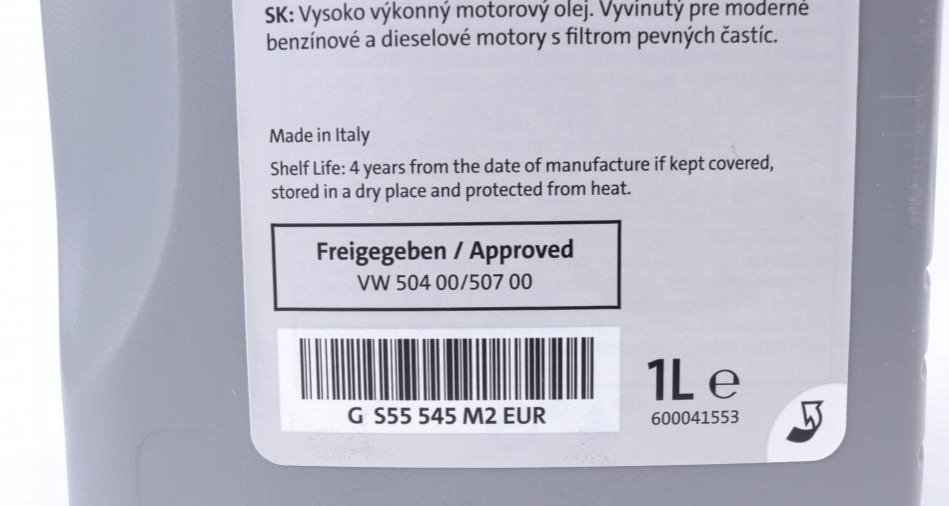 SK: Vysoko výkonný motorový olej. Vyvinutý pre moderné
benzínové a dieselové motory s filtrom pevných častíc.
Made in Italy
Shelf Life: 4 years from the date of manufacture if kept covered,
stored in a dry place and protected from heat.
Freigegeben / Approved
VW 504 00/507 00
G S55 545 M2 EUR
1L e
600041553